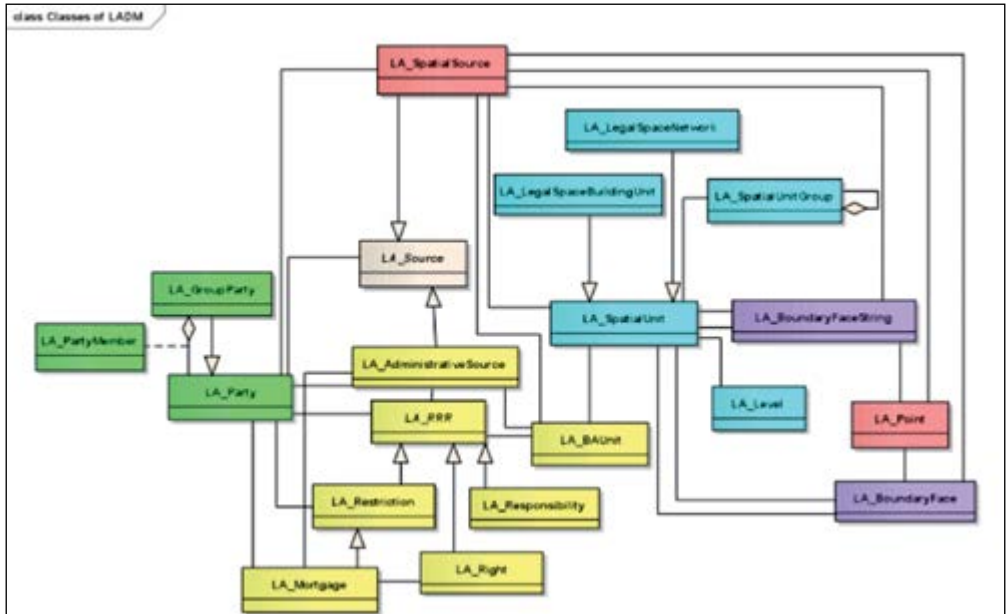 class Classes of LADM
LA_SpatialSource
LA_LegalSpaceNetwork
LA_LegalSpaceBuildingUnit
LA_SpatialUnitGroup
LA_Source
LA_GroupParty
LA_PartyMember
LA_SpatialUnit
LA_BoundaryFaceString
LA_AdministrativeSource
LA_Party
LA_Level
LA_RRR
LA_Point
LA_BAUnit
LA_BoundaryFace
LA_Restriction
LA_Responsibility
LA_Right
LA_Mortgage